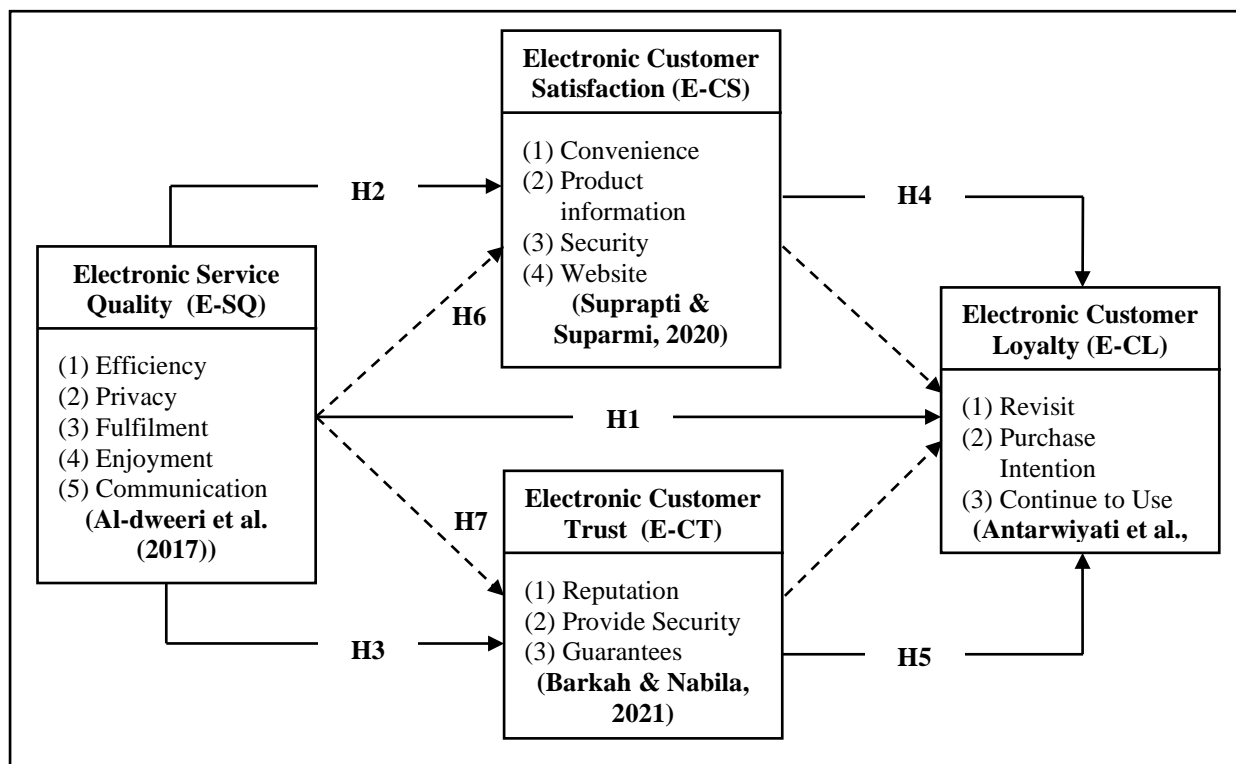 Electronic Customer
Satisfaction (E-CS)
(1) Convenience
(2) Product
information
(3) Security
(4) Website
(Suprapti &
Suparmi, 2020)
H2
H4
Electronic Service
Quality (E-SQ)
(1) Efficiency
(2) Privacy
(3) Fulfilment
(4) Enjoyment
(5) Communication
(Al-dweeri et al.
(2017))
H6
H1
H7
H3
Electronic Customer
Trust (E-CT)
(1) Reputation
(2) Provide Security
(3) Guarantees
(Barkah & Nabila,
2021)
H5
Electronic Customer
Loyalty (E-CL)
(1) Revisit
(2) Purchase
Intention
(3) Continue to Use
(Antarwiyati et al.,